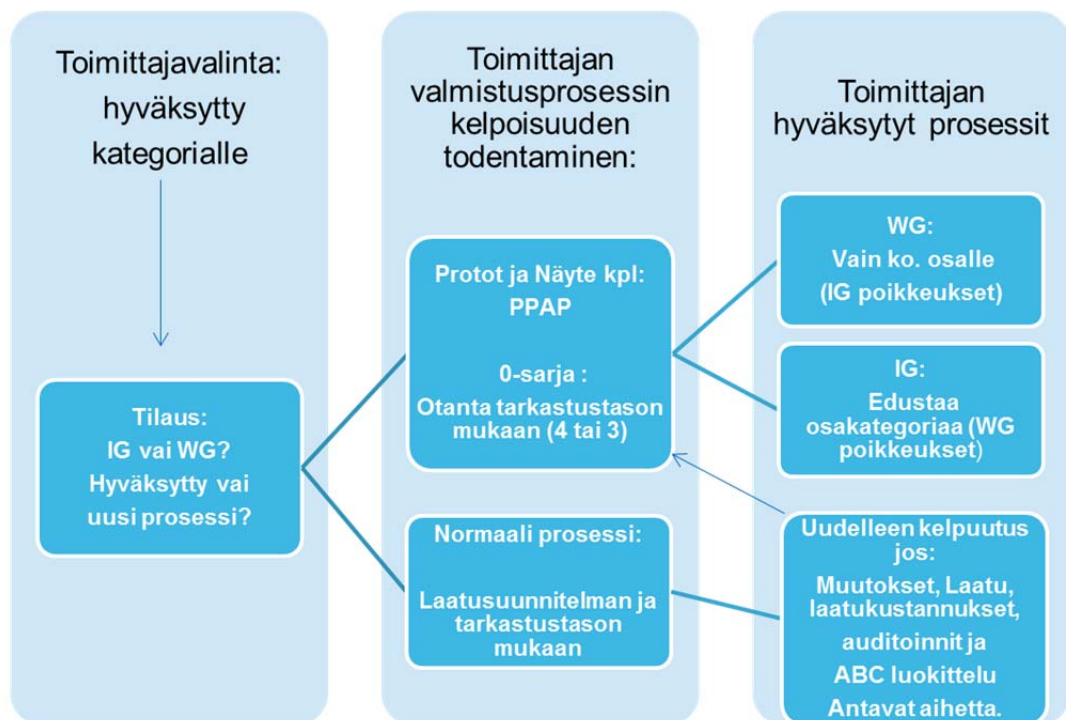 Toimittajavalinta:
hyväksytty
kategorialle
Tilaus:
IG vai WG?
Hyväksytty vai
uusi prosessi?
Toimittajan
valmistusprosessin
kelpoisuuden
todentaminen:
Protot ja Näyte kpl:
PPAP
0-sarja :
Otanta tarkastustason
mukaan (4 tai 3)
Normaali prosessi:
Laatusuunnitelman ja
tarkastustason
mukaan
Toimittajan
hyväksytyt prosessit
WG:
Vain ko. osalle
(IG poikkeukset)
IG:
Edustaa
osakategoriaa (WG
poikkeukset)
Uudelleen kelpuutus
jos:
Muutokset, Laatu,
laatukustannukset,
auditoinnit ja
ABC luokittelu
Antavat aihetta.